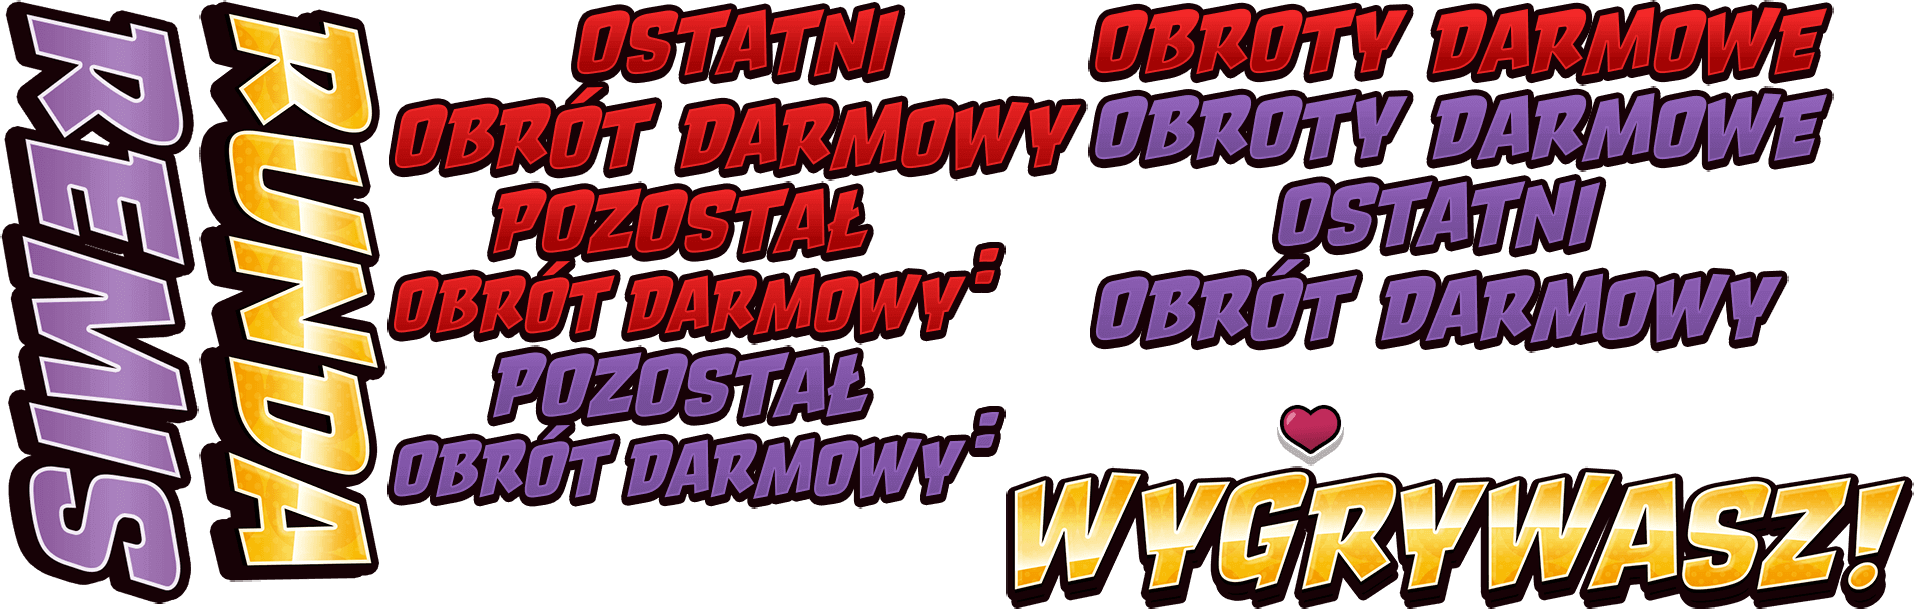 REMIS
RUNDA
OSTATNI
OBRÓT DARMOWY
POZOSTAŁ
OBRÓT DARMOWY:
POZOSTAŁ
OBRÓT DARMOWY:
OBROTY DARMOWE
OBROTY DARMOWE
OSTATNI
OBRÓT DARMOWY
WYGRYWASZ!